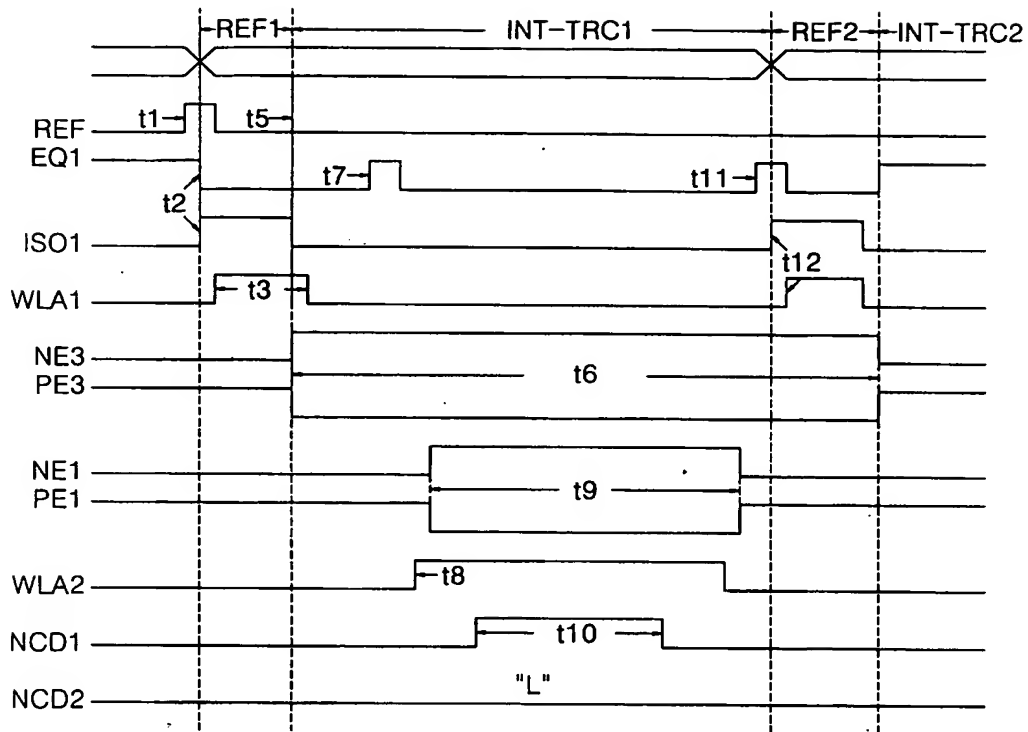 REF1 INT-TRC1 REF2 INT-TRC2
REF t1 t5
EQ1 t7 t11
t2
ISO1 t12
WLA1 t3
NE3
t6
PE3
NE1
t9
PE1
WLA2 t8
NCD1 t10
NCD2 "L"